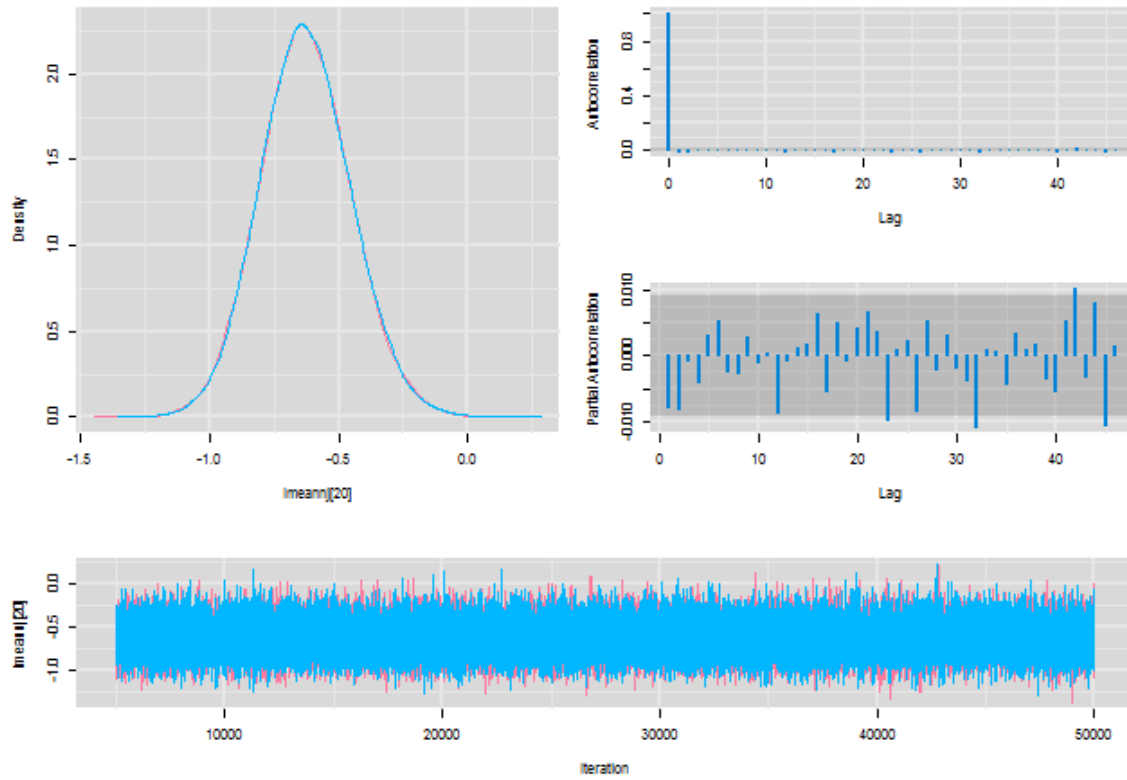 Density
0.0 0.5 1.0 1.5 2.0
-1.5 -1.0 -0.5 0.0
lmeannj[20]
Autocorrelation
0.0 0.4 0.8
0 10 20 30 40
Lag
Partial Autocorrelation
-0.010 0.000 0.010
0 10 20 30 40
Lag
lmeannj[20]
-1.0 -0.5 0.0
10000 20000 30000 40000 50000
Iteration